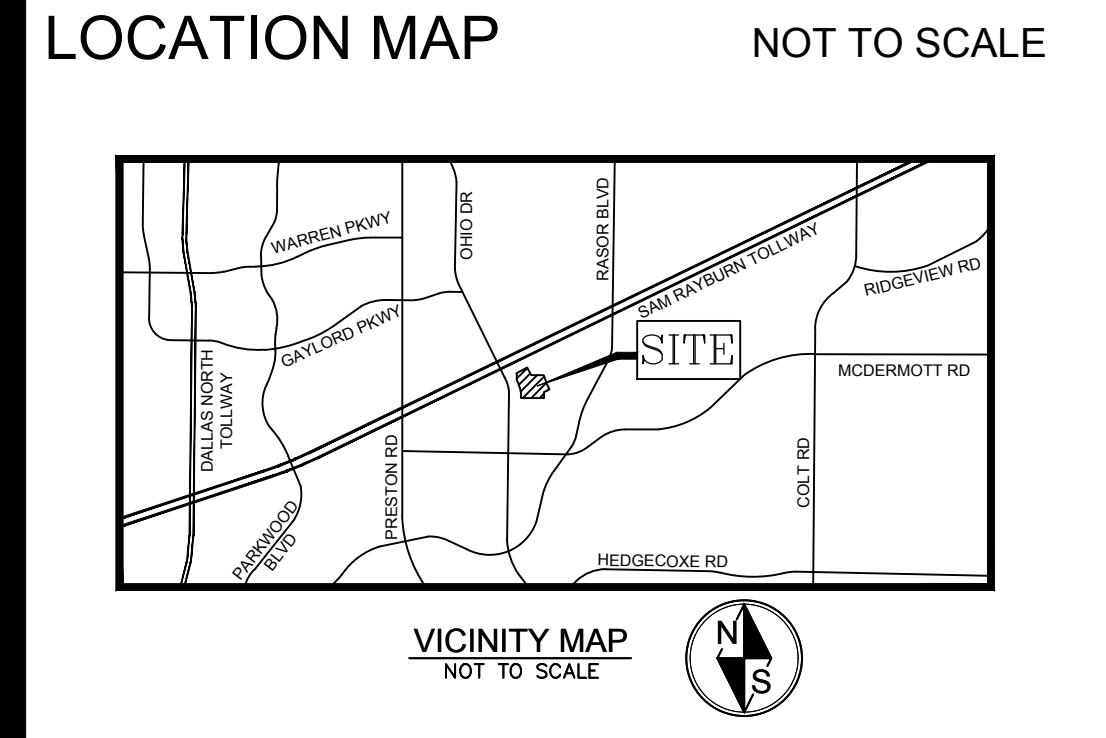 LOCATION MAP
NOT TO SCALE
WARREN PKWY
OHIO DR
RASOR BLVD
SAM RAYBURN TOLLWAY
RIDGEVIEW RD
GAYLORD PKWY
SITE
DALLAS NORTH
TOLLWAY
MCDERMOTT RD
PRESTON RD
COLT RD
PARKWOOD
BLVD
HEDGECOXE RD
VICINITY MAP
NOT TO SCALE
N
S